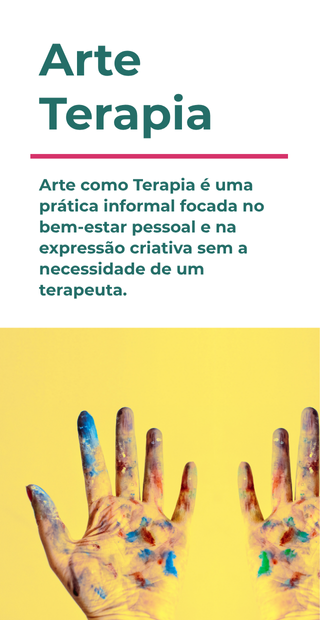 Arte
Terapia
Arte como Terapia é uma
prática informal focada no
bem-estar pessoal e na
expressão criativa sem a
necessidade de um
terapeuta.